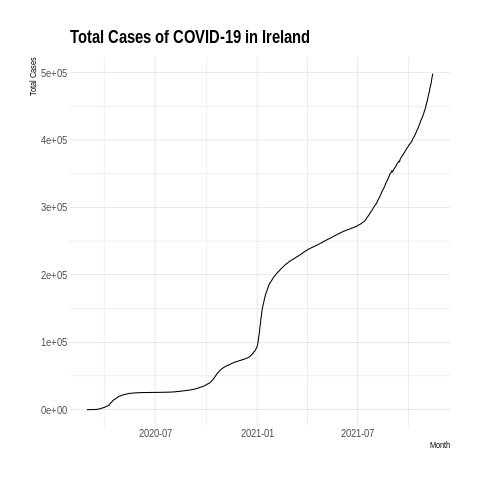 Total Cases of COVID-19 in Ireland
Total Cases
5e+05
4e+05
3e+05
2e+05
1e+05
0e+00
2020-07 2021-01 2021-07
Month